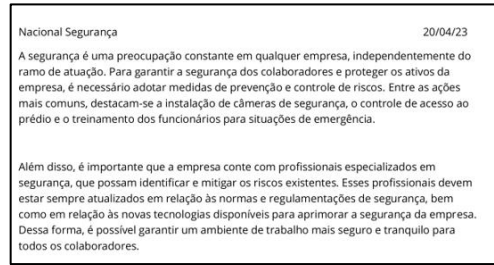 Nacional Segurança 20/04/23
A segurança é uma preocupação constante em qualquer empresa, independentemente do
ramo de atuação. Para garantir a segurança dos colaboradores e proteger os ativos da
empresa, é necessário adotar medidas de prevenção e controle de riscos. Entre as ações
mais comuns, destacam-se a instalação de câmeras de segurança, o controle de acesso ao
prédio e o treinamento dos funcionários para situações de emergência.
Além disso, é importante que a empresa conte com profissionais especializados em
segurança, que possam identificar e mitigar os riscos existentes. Esses profissionais devem
estar sempre atualizados em relação às normas e regulamentações de segurança, bem
como em relação às novas tecnologias disponíveis para aprimorar a segurança da empresa.
Dessa forma, é possível garantir um ambiente de trabalho mais seguro e tranquilo para
todos os colaboradores.